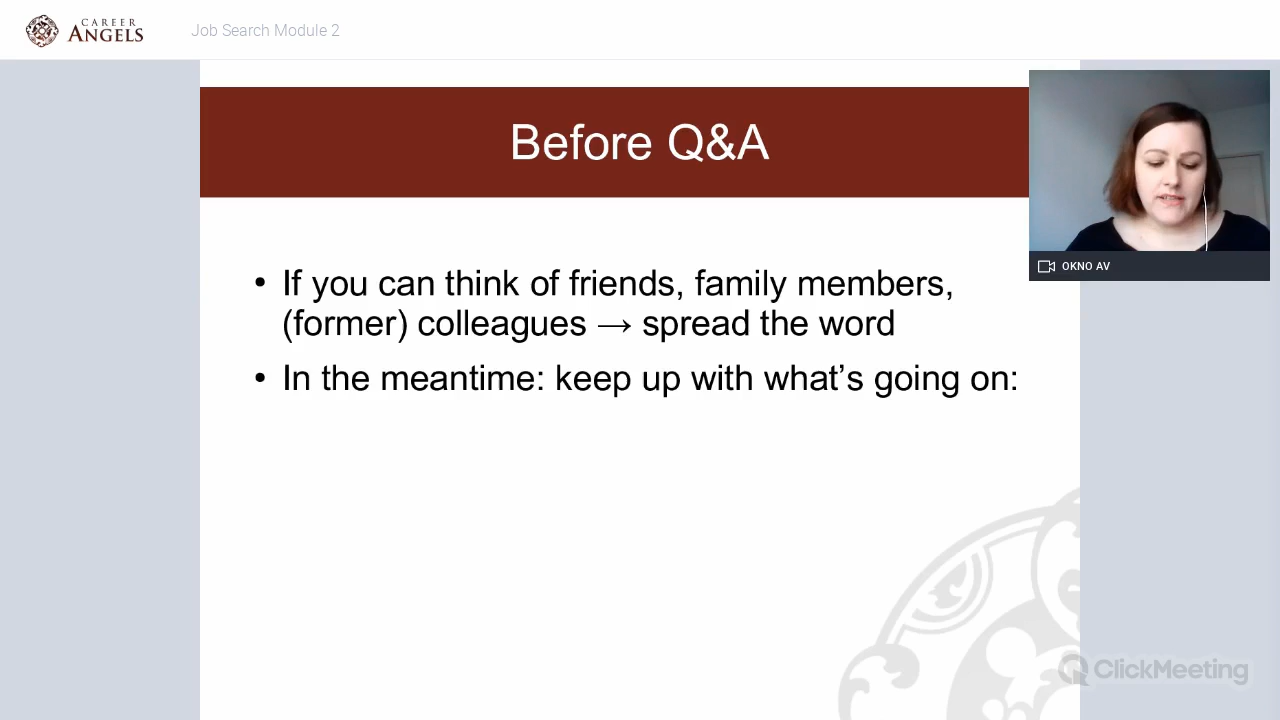 CAREER
ANGELS
Job Search Module 2
Before Q&A
OKNO AV
• If you can think of friends, family members,
(former) colleagues → spread the word
• In the meantime: keep up with what’s going on:
ClickMeeting